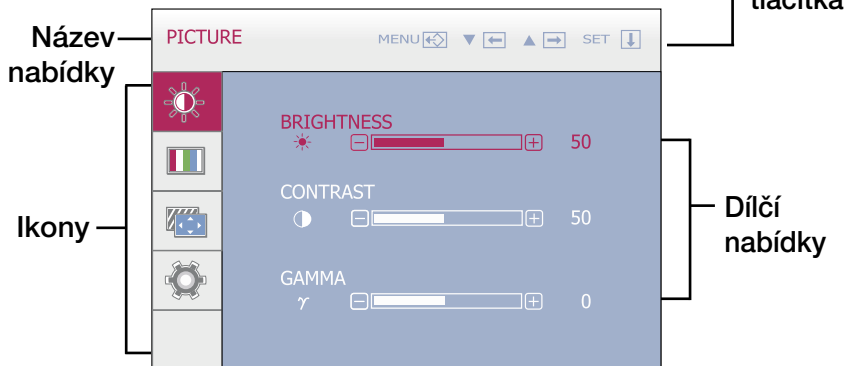 tlačítka
Název
nabídky
PICTURE
MENU ▼ ▲ SET
BRIGHTNESS
50
CONTRAST
50
Ikony
Dílčí
nabídky
GAMMA
γ 0